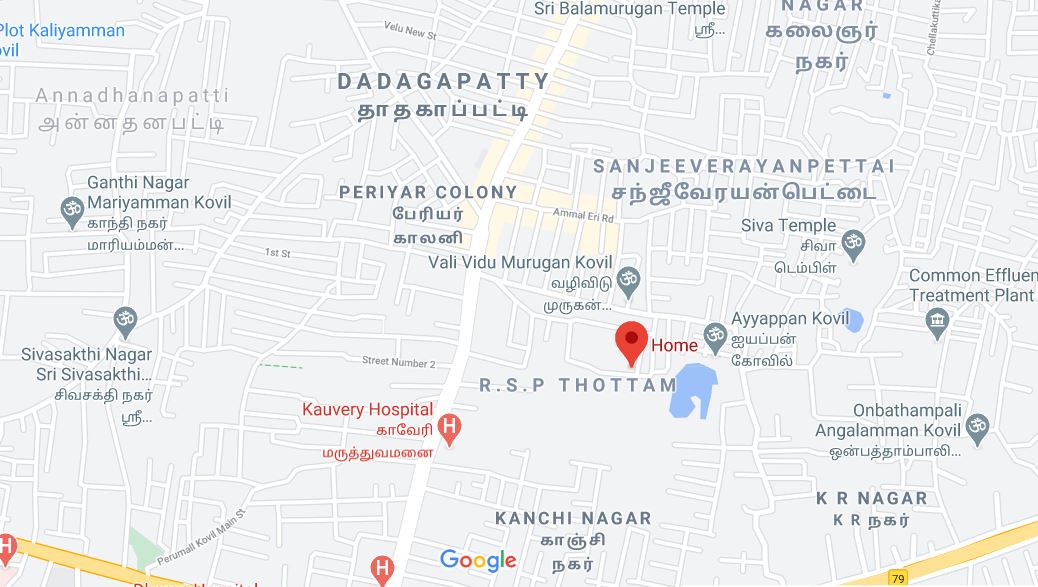 Sri Balamurugan Temple
ஸ்ரீ...
NAGAR
கலைஞர்
நகர்
Chellakuttika
Plot Kaliyamman
ovil
Velu New St
DADAGAPATTY
தாதகாப்பட்டி
Annadhanapatti
அன்னதனபட்டி
SANJEEVERAYANPETTAI
சந்ஜீவேரயன்பெட்டை
Ganthi Nagar
Mariyamman Kovil
காந்தி நகர்
மாரியம்மன்...
PERIYAR COLONY
பேரியர்
காலனி
Ammal Eri Rd
Siva Temple
சிவா
டெம்பிள்
1st St
Vali Vidu Murugan Kovil
வழிவிடு
முருகன்...
Common Effluen
Treatment Plant
Ayyappan Kovil
ஐயப்பன்
கோவில்
Home
Sivasakthi Nagar
Sri Sivasakthi...
சிவசக்தி நகர்
ஸ்ரீ...
Street Number 2
R.S.P THOTTAM
Kauvery Hospital
காவேரி
மருத்துவமனை
H
Onbathampali
Angalamman Kovil
ஒன்பத்தாம்பாலி...
K R NAGAR
K R நகர்
KANCHI NAGAR
காஞ்சி
நகர்
Perumali Kovil Main St
H
Google
H
79